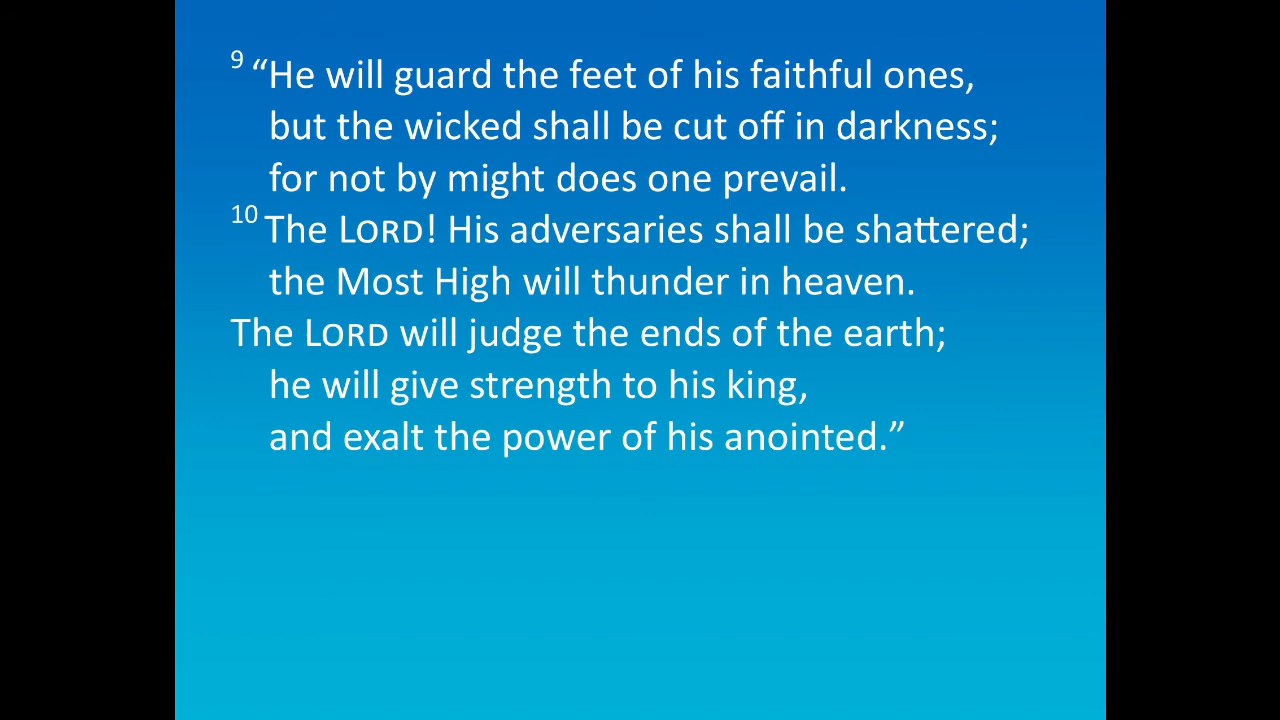 9 “He will guard the feet of his faithful ones,
but the wicked shall be cut off in darkness;
for not by might does one prevail.
10 The LORD! His adversaries shall be shattered;
the Most High will thunder in heaven.
The LORD will judge the ends of the earth;
he will give strength to his king,
and exalt the power of his anointed.”